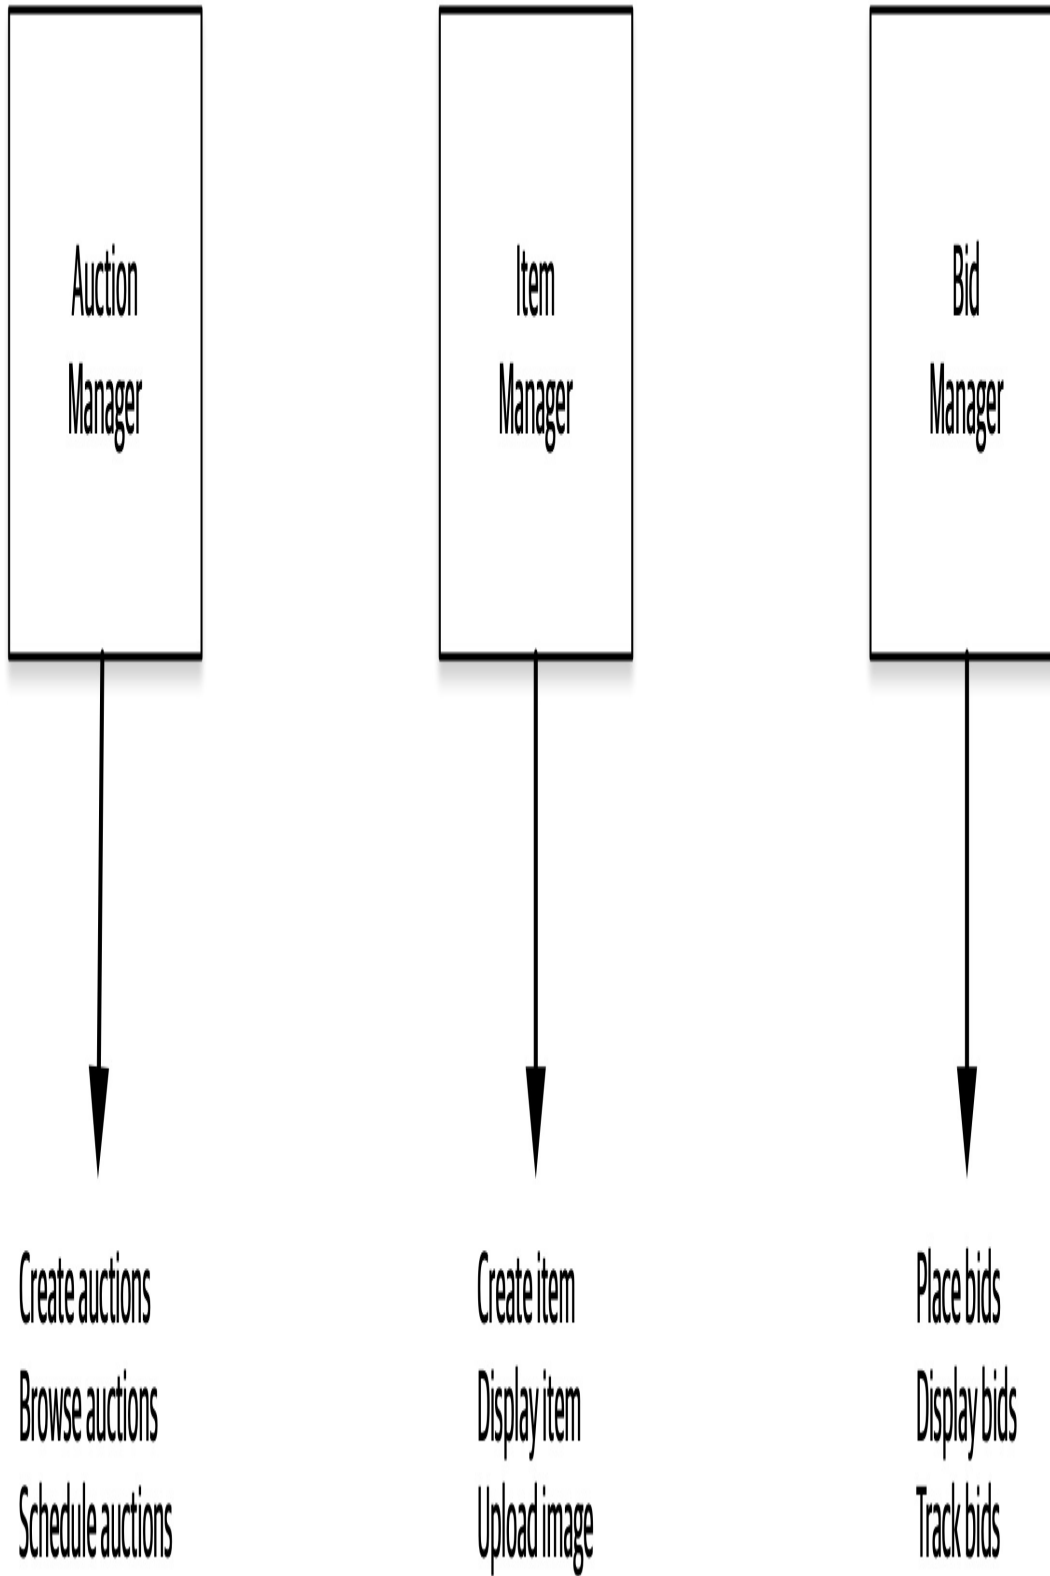 Auction
Manager
Item
Manager
Bid
Manager
Create auctions
Browse auctions
Schedule auctions
Create item
Display item
Upload image
Place bids
Display bids
Track bids